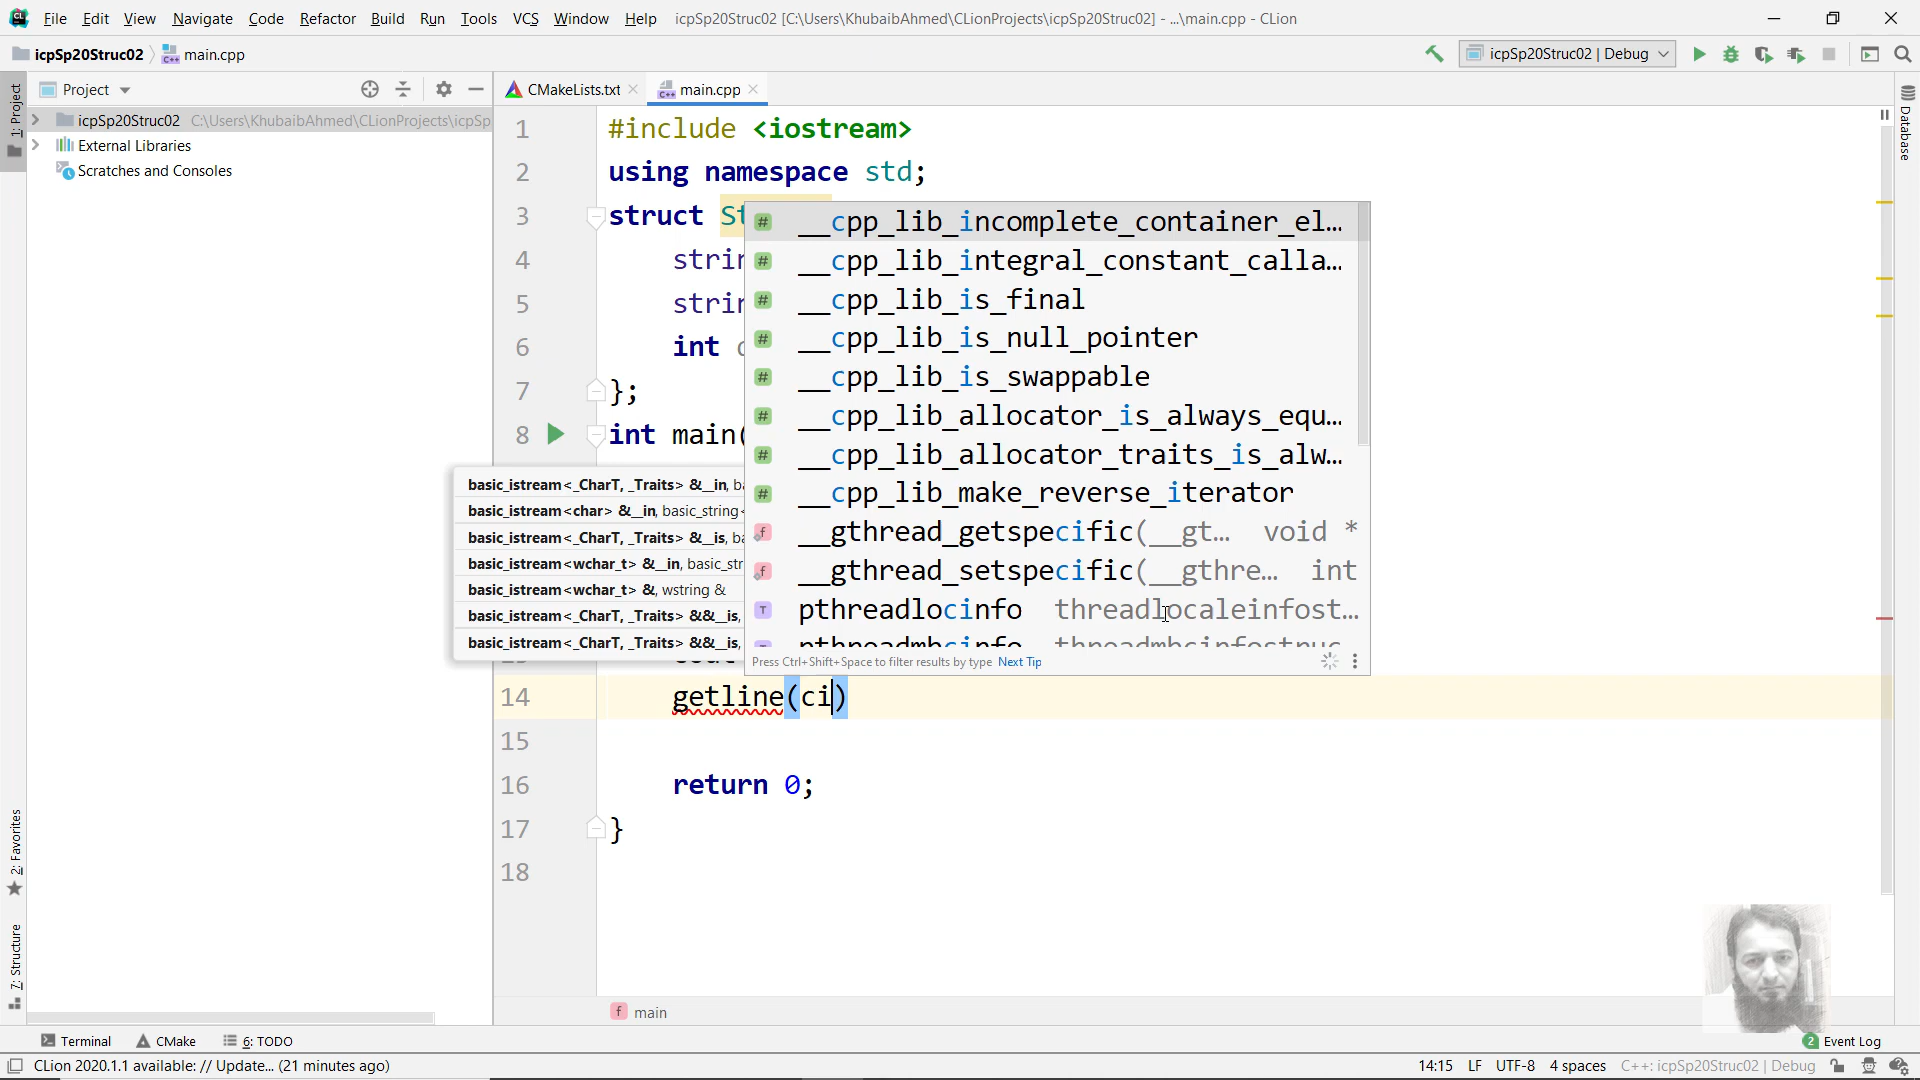 File Edit View Navigate Code Refactor Build Run Tools VCS Window Help icpSp20Struc02 [C:\Users\KhubaibAhmed\CLionProjects\icpSp20Struc02] - ...\main.cpp - CLion
icpSp20Struc02 main.cpp icpSp20Struc02 | Debug
Project CMakeLists.txt main.cpp
1: Project
icpSp20Struc02 C:\Users\KhubaibAhmed\CLionProjects\icpSp
External Libraries
Scratches and Consoles
Database
2: Favorites
7: Structure
1 #include <iostream>
2 using namespace std;
3 struct St
4 strin
5 strin
6 int
7 };
8 int main(
__cpp_lib_incomplete_container_el…
__cpp_lib_integral_constant_calla…
__cpp_lib_is_final
__cpp_lib_is_null_pointer
__cpp_lib_is_swappable
__cpp_lib_allocator_is_always_equ…
__cpp_lib_allocator_traits_is_alw…
__cpp_lib_make_reverse_iterator
__gthread_getspecific(__gt… void *
__gthread_setspecific(__gthre… int
pthreadlocinfo threadlocaleinfost…
pthreadmbcinfo threadmbcinfostruc
Press Ctrl+Shift+Space to filter results by type Next Tip
basic_istream<_CharT, _Traits> &__in, ba
basic_istream<char> &__in, basic_string<
basic_istream<_CharT, _Traits> &__is, ba
basic_istream<wchar_t> &__in, basic_str
basic_istream<wchar_t> &, wstring &
basic_istream<_CharT, _Traits> &&__is,
basic_istream<_CharT, _Traits> &&__is,
14 getline(ci)
15
16 return 0;
17 }
18
main
Terminal CMake 6: TODO 2 Event Log
CLion 2020.1.1 available: // Update... (21 minutes ago) 14:15 LF UTF-8 4 spaces C++: icpSp20Struc02 | Debug